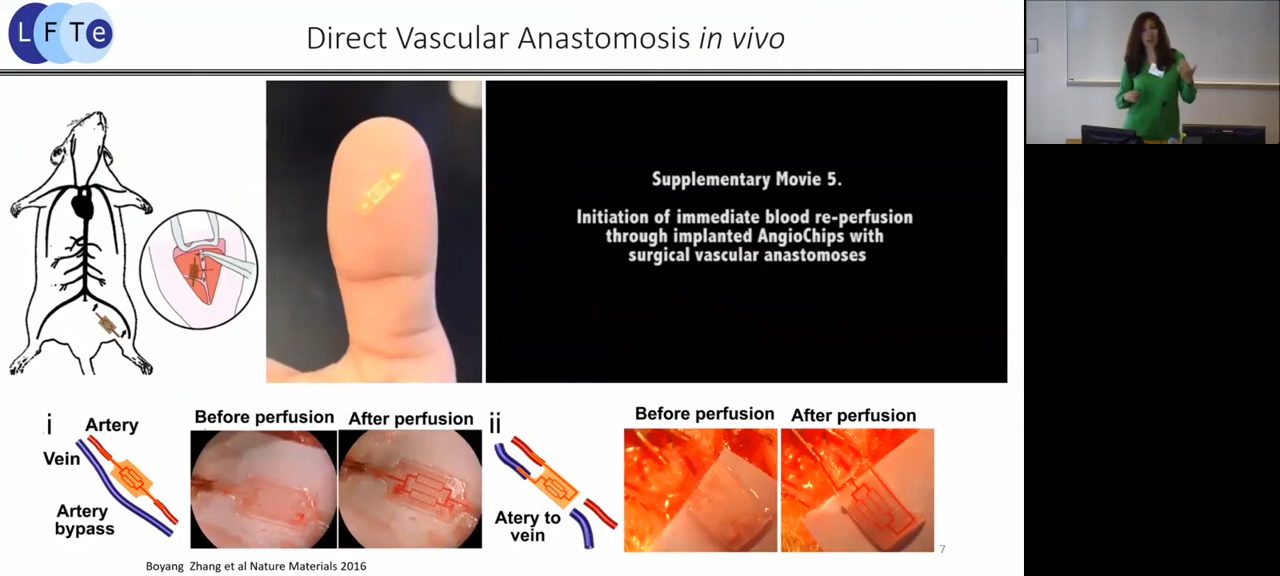 L F T e
Direct Vascular Anastomosis in vivo
Supplementary Movie 5.
Initiation of immediate blood re-perfusion
through implanted AngioChips with
surgical vascular anastomoses
i
Artery
Vein
Artery
bypass
Before perfusion
After perfusion
ii
Atery to
vein
Before perfusion
After perfusion
7
Boyang Zhang et al Nature Materials 2016